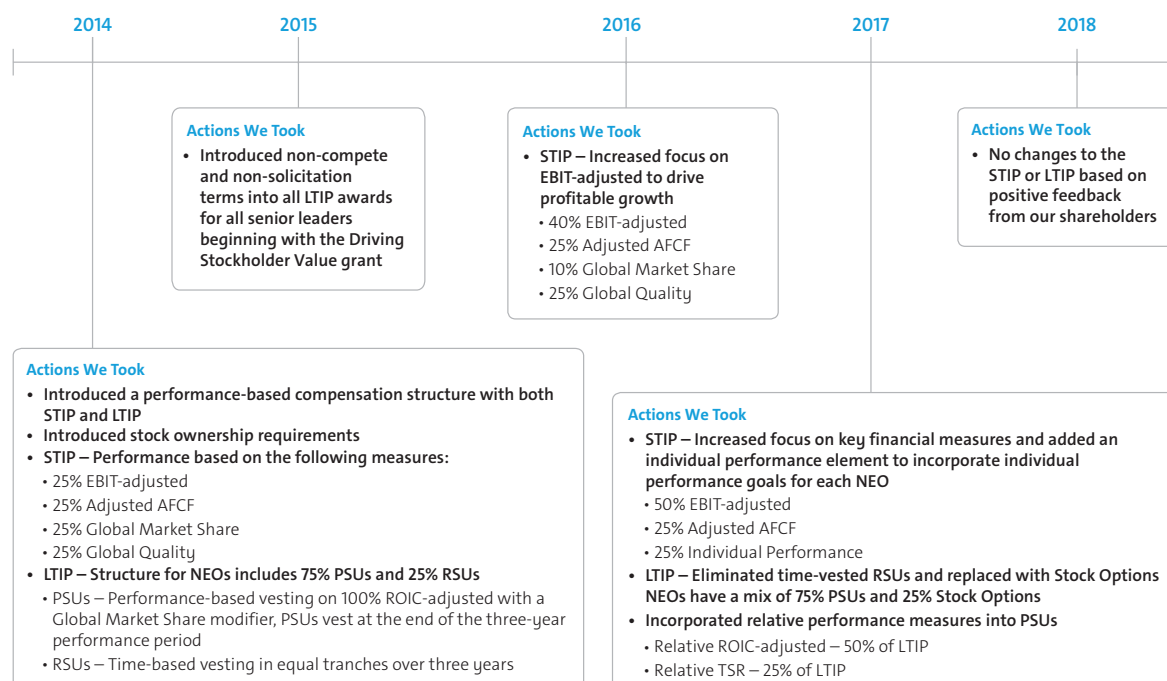 2014
2015
2016
2017
2018
Actions We Took
• Introduced non-compete
and non-solicitation
terms into all LTIP awards
for all senior leaders
beginning with the Driving
Stockholder Value grant
Actions We Took
• STIP – Increased focus on
EBIT-adjusted to drive
profitable growth
• 40% EBIT-adjusted
• 25% Adjusted AFCF
• 10% Global Market Share
• 25% Global Quality
Actions We Took
• No changes to the
STIP or LTIP based on
positive feedback
from our shareholders
Actions We Took
• Introduced a performance-based compensation structure with both
STIP and LTIP
• Introduced stock ownership requirements
• STIP – Performance based on the following measures:
• 25% EBIT-adjusted
• 25% Adjusted AFCF
• 25% Global Market Share
• 25% Global Quality
• LTIP – Structure for NEOs includes 75% PSUs and 25% RSUs
• PSUs – Performance-based vesting on 100% ROIC-adjusted with a
Global Market Share modifier, PSUs vest at the end of the three-year
performance period
• RSUs – Time-based vesting in equal tranches over three years
Actions We Took
• STIP – Increased focus on key financial measures and added an
individual performance element to incorporate individual
performance goals for each NEO
• 50% EBIT-adjusted
• 25% Adjusted AFCF
• 25% Individual Performance
• LTIP – Eliminated time-vested RSUs and replaced with Stock Options
NEOs have a mix of 75% PSUs and 25% Stock Options
• Incorporated relative performance measures into PSUs
• Relative ROIC-adjusted – 50% of LTIP
• Relative TSR – 25% of LTIP